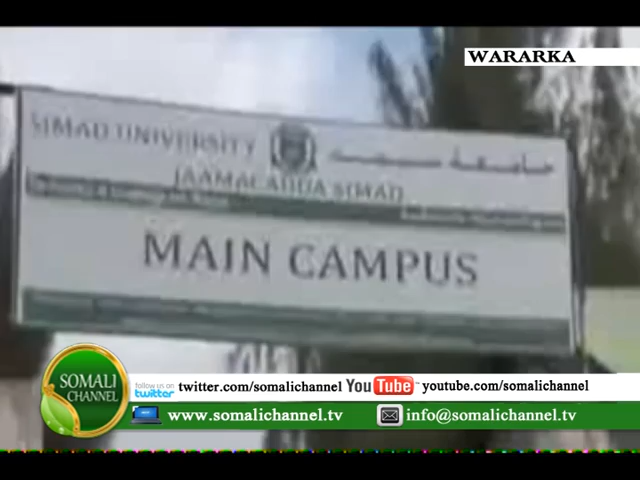 WARARKA
SIMAD UNIVERSITY جامعة سيمد
JAAMACADDA SIMAD
MAIN CAMPUS
SOMALI CHANNEL
follow us on twitter twitter.com/somalichannel YouTube youtube.com/somalichannel
www.somalichannel.tv info@somalichannel.tv